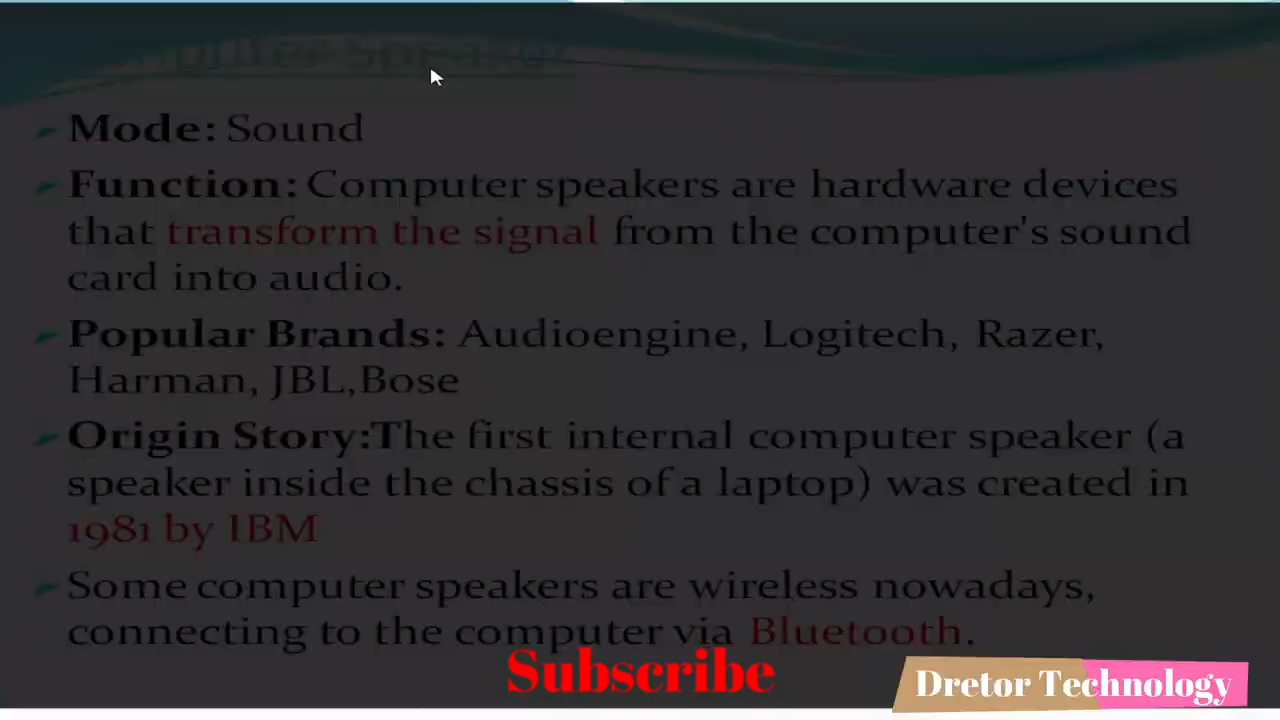 Mode: Sound
Function: Computer speakers are hardware devices
that transform the signal from the computer's sound
card into audio.
Popular Brands: Audioengine, Logitech, Razer,
Harman, JBL,Bose
Origin Story:The first internal computer speaker (a
speaker inside the chassis of a laptop) was created in
1981 by IBM
Some computer speakers are wireless nowadays,
connecting to the computer via Bluetooth.
Subscribe
Dretor Technology